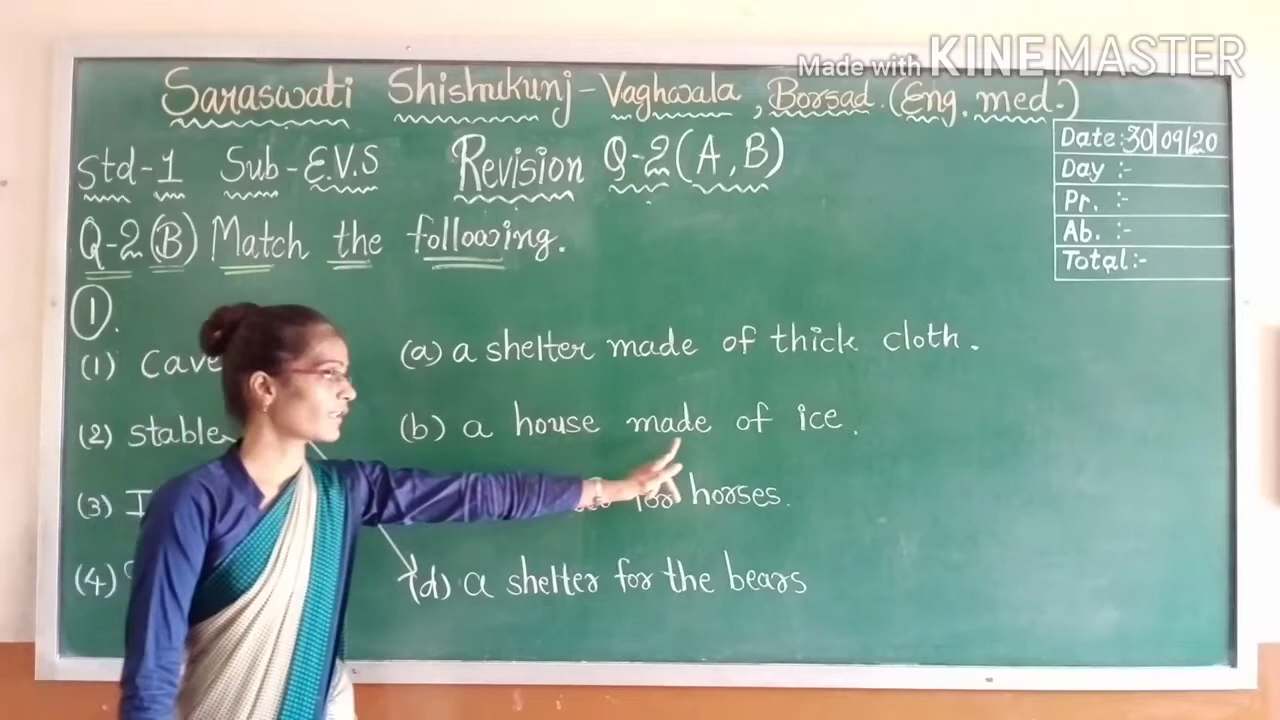 Made with KINEMASTER
Saraswati Shishukunj-Vaghwala, Borsad. (Eng. med.)
Std-1 Sub-E.V.S Revision Q-2(A,B)
Date:30|09|20
Day :-
Pr. :-
Ab. :-
Total:-
Q-2(B) Match the following.
1.
(1) Cave (a) a shelter made of thick cloth.
(2) Stable (b) a house made of ice.
(3) I for horses.
(4) (d) a shelter for the bears